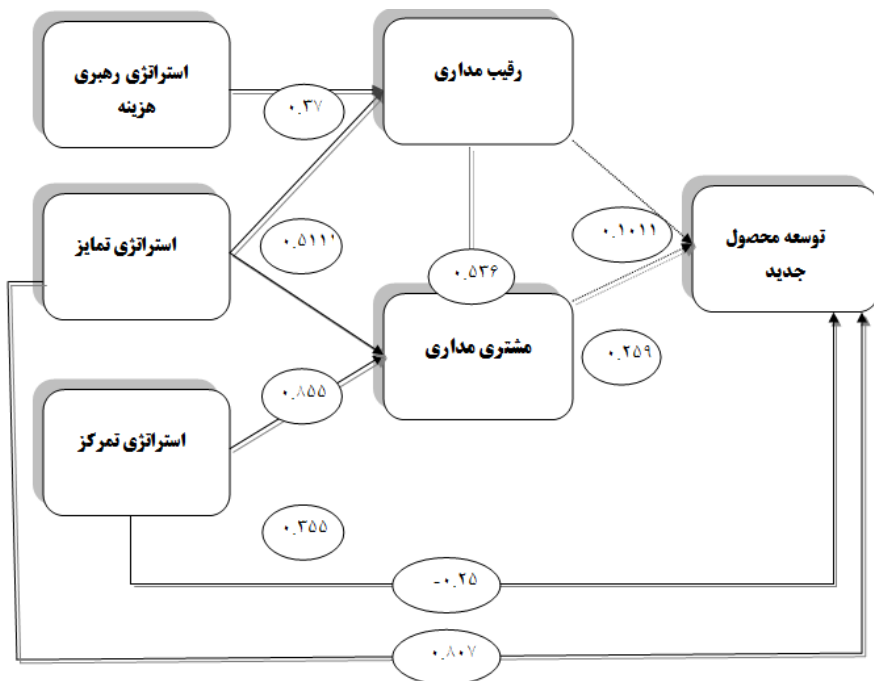 استراتژی رهبری
هزینه
رقیب مداری
۰.۳۷
استراتژی تمایز
۰.۵۱۱'
۰.۱۰۱۱
توسعه محصول
جدید
۰.۵۳۶
مشتری مداری
۰.۲۵۹
۰.۸۵۵
استراتژی تمرکز
۰.۳۵۵
-۰.۲۵
۰.۸۰۷